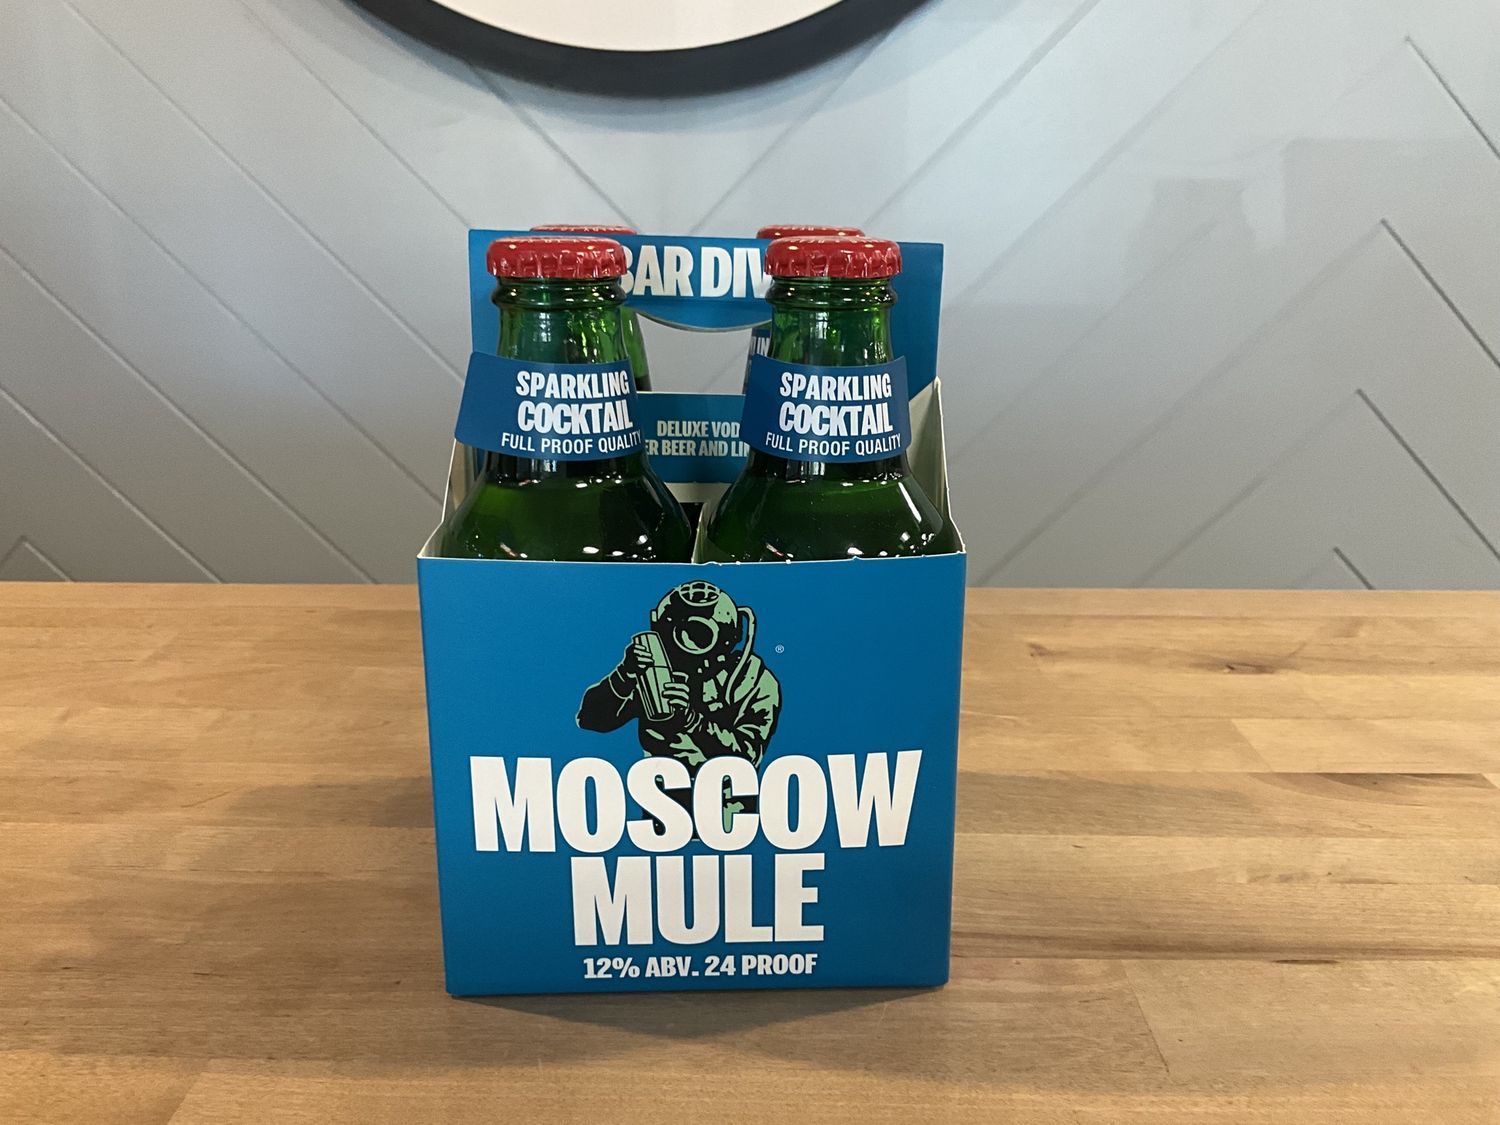 BAR DIV
SPARKLING
COCKTAIL
FULL PROOF QUALITY
SPARKLING
COCKTAIL
FULL PROOF QUALITY
DELUXE VOD
ER BEER AND LI
®
MOSCOW
MULE
12% ABV. 24 PROOF